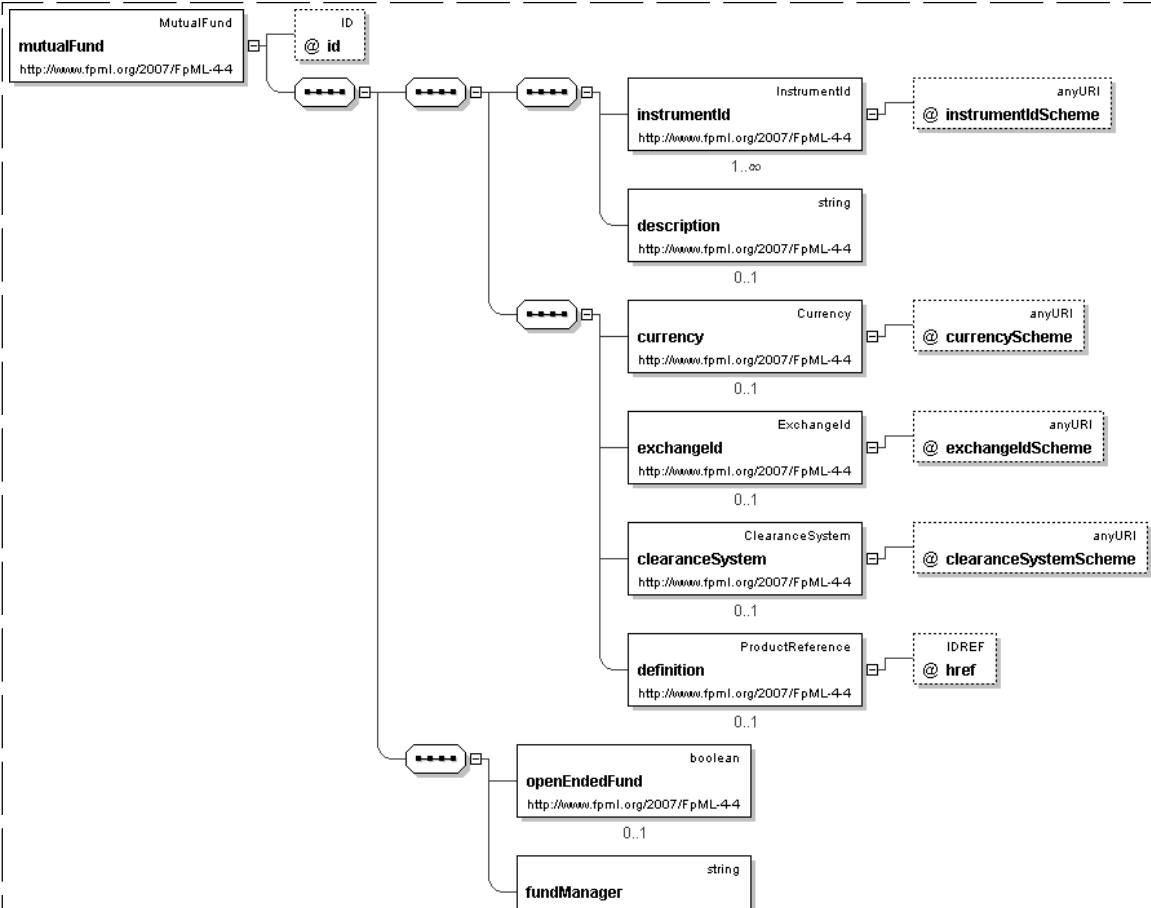 MutualFund
mutualFund
http://www.fpml.org/2007/FpML-4-4
ID
@ id
InstrumentId
instrumentId
http://www.fpml.org/2007/FpML-4-4
1..∞
anyURI
@ instrumentIdScheme
string
description
http://www.fpml.org/2007/FpML-4-4
0..1
Currency
currency
http://www.fpml.org/2007/FpML-4-4
0..1
anyURI
@ currencyScheme
ExchangeId
exchangeId
http://www.fpml.org/2007/FpML-4-4
0..1
anyURI
@ exchangeIdScheme
ClearanceSystem
clearanceSystem
http://www.fpml.org/2007/FpML-4-4
0..1
anyURI
@ clearanceSystemScheme
ProductReference
definition
http://www.fpml.org/2007/FpML-4-4
0..1
IDREF
@ href
boolean
openEndedFund
http://www.fpml.org/2007/FpML-4-4
0..1
string
fundManager